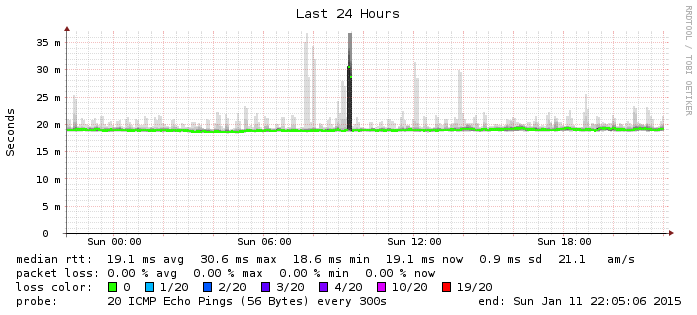 Last 24 Hours
RRDTOOL / TOBI OETIKER
Seconds
35 m
30 m
25 m
20 m
15 m
10 m
5 m
0
Sun 00:00 Sun 06:00 Sun 12:00 Sun 18:00
median rtt: 19.1 ms avg 30.6 ms max 18.6 ms min 19.1 ms now 0.9 ms sd 21.1 am/s
packet loss: 0.00 % avg 0.00 % max 0.00 % min 0.00 % now
loss color: 0 1/20 2/20 3/20 4/20 10/20 19/20
probe: 20 ICMP Echo Pings (56 Bytes) every 300s end: Sun Jan 11 22:05:06 2015